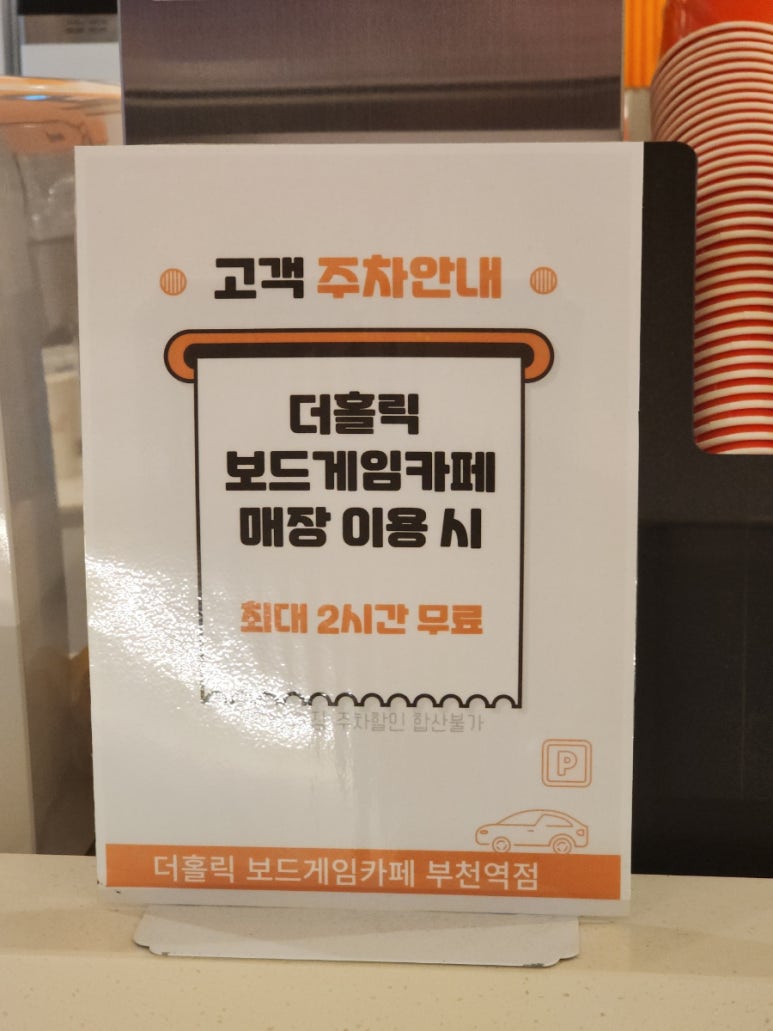 고객 주차안내
더홀릭
보드게임카페
매장 이용 시
최대 2시간 무료
주차할인 합산불가
P
더홀릭 보드게임카페 부천역점